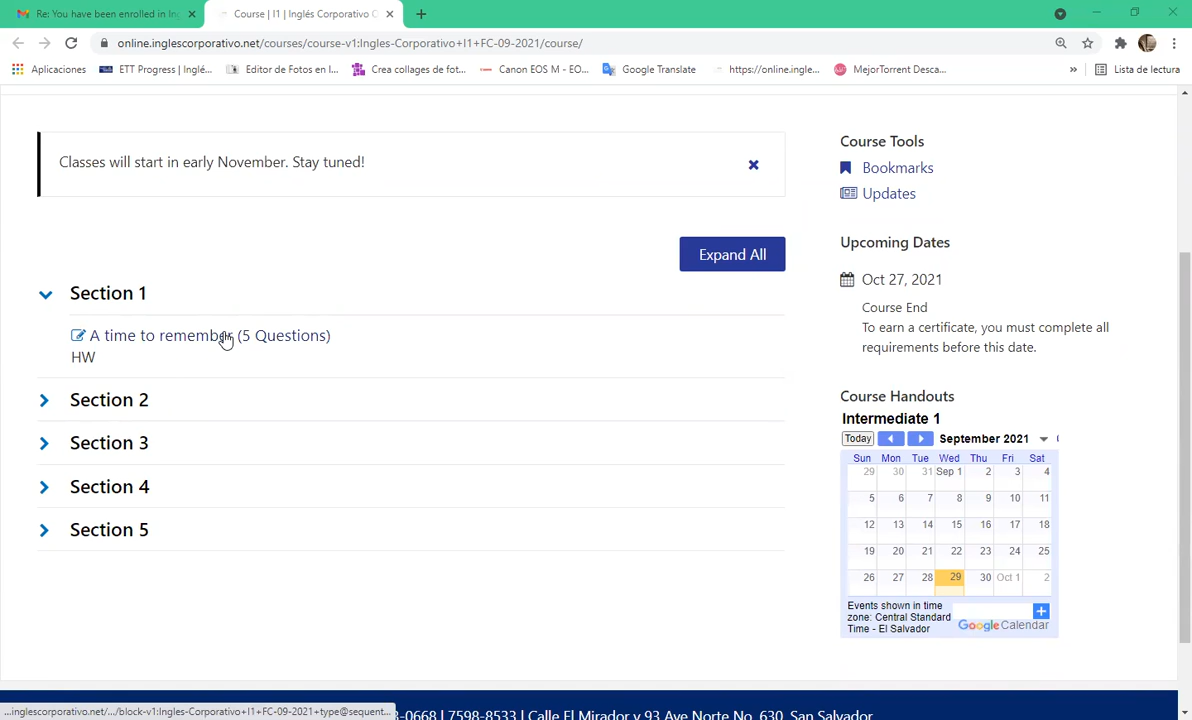 Re: You have been enrolled in Ing
Course | I1 | Inglés Corporativo C
online.inglescorporativo.net/courses/course-v1:Ingles-Corporativo+I1+FC-09-2021/course/
Aplicaciones
ETT Progress | Inglé...
Editor de Fotos en l...
Crea collages de fot...
Canon EOS M - EO...
Google Translate
https://online.ingle...
MejorTorrent Desca...
»
Lista de lectura
Classes will start in early November. Stay tuned!
Expand All
Section 1
A time to remember (5 Questions)
HW
Section 2
Section 3
Section 4
Section 5
Course Tools
Bookmarks
Updates
Upcoming Dates
Oct 27, 2021
Course End
To earn a certificate, you must complete all
requirements before this date.
Course Handouts
Intermediate 1
Today September 2021
Sun Mon Tue Wed Thu Fri Sat
29 30 31 Sep 1 2 3 4
5 6 7 8 9 10 11
12 13 14 15 16 17 18
19 20 21 22 23 24 25
26 27 28 29 30 Oct 1 2
Events shown in time
zone: Central Standard
Time - El Salvador
Google Calendar
...inglescorporativo.net/.../block-v1:Ingles-Corporativo+I1+FC-09-2021+type@sequent...
-0668 | 7598-8533 | Calle El Mirador y 93 Ave Norte No. 630, San Salvador